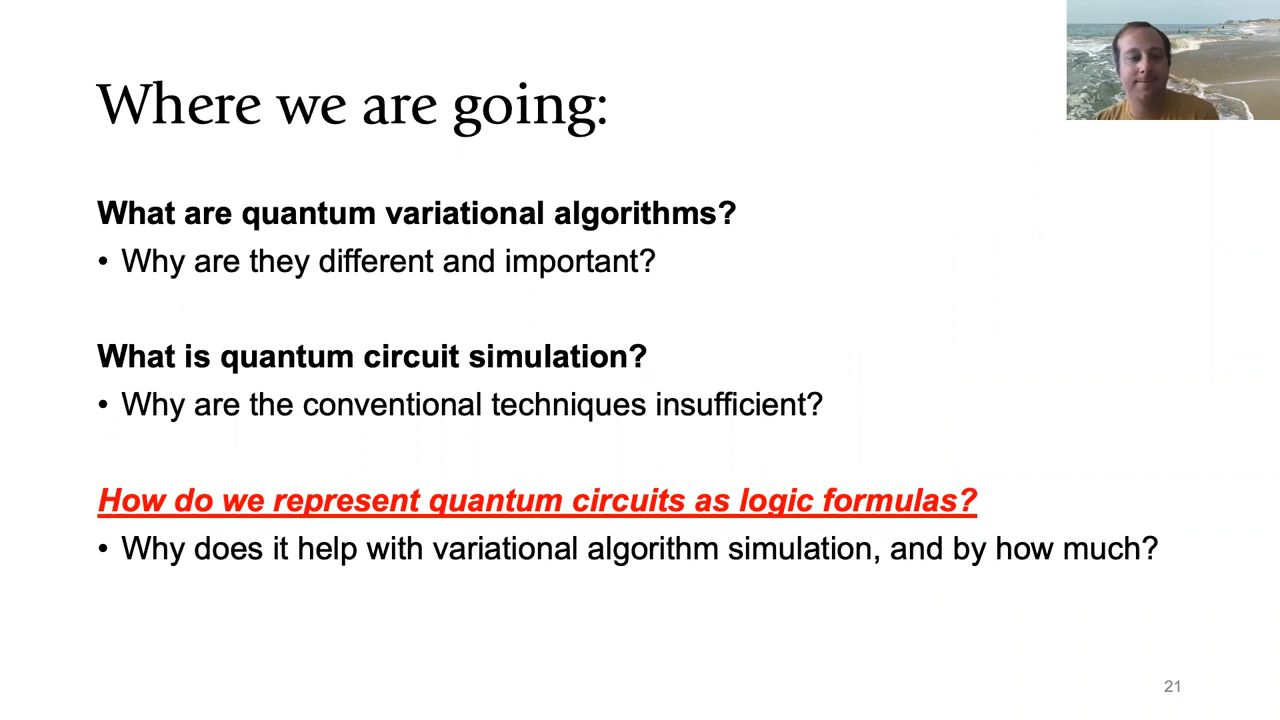 Where we are going:
What are quantum variational algorithms?
• Why are they different and important?
What is quantum circuit simulation?
• Why are the conventional techniques insufficient?
How do we represent quantum circuits as logic formulas?
• Why does it help with variational algorithm simulation, and by how much?
21